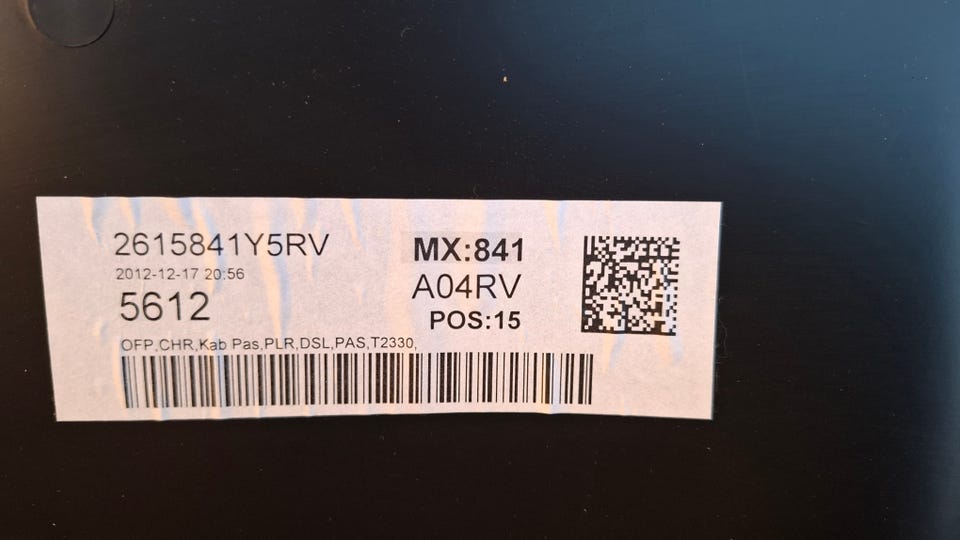 2615841Y5RV
2012-12-17 20:56
5612
MX:841
A04RV
POS:15
OFP,CHR,Kab Pas,PLR,DSL,PAS,T2330,